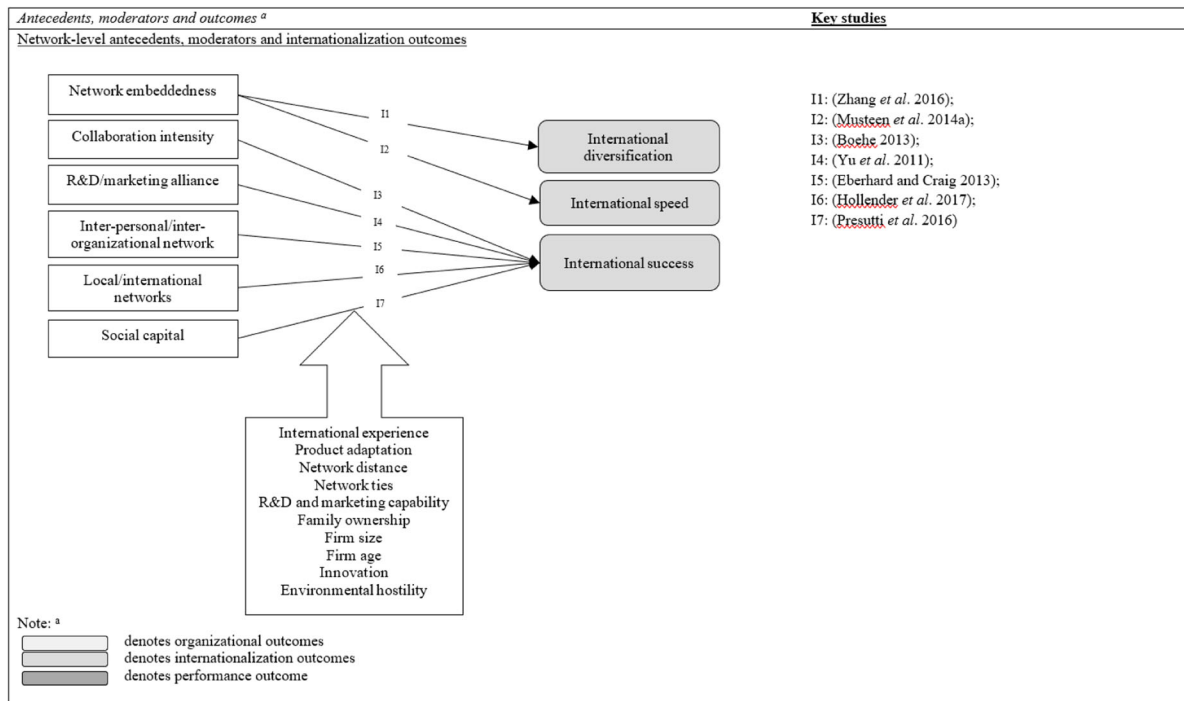 Antecedents, moderators and outcomes a
Key studies
Network-level antecedents, moderators and internationalization outcomes
Network embeddedness
Collaboration intensity
R&D/marketing alliance
Inter-personal/inter-
organizational network
Local/international
networks
Social capital
I1
I2
I3
I4
I5
I6
I7
International
diversification
International speed
International success
I1: (Zhang et al. 2016);
I2: (Musteen et al. 2014a);
I3: (Boehe 2013);
I4: (Yu et al. 2011);
I5: (Eberhard and Craig 2013);
I6: (Hollender et al. 2017);
I7: (Presutti et al. 2016)
International experience
Product adaptation
Network distance
Network ties
R&D and marketing capability
Family ownership
Firm size
Firm age
Innovation
Environmental hostility
Note: a
denotes organizational outcomes
denotes internationalization outcomes
denotes performance outcome